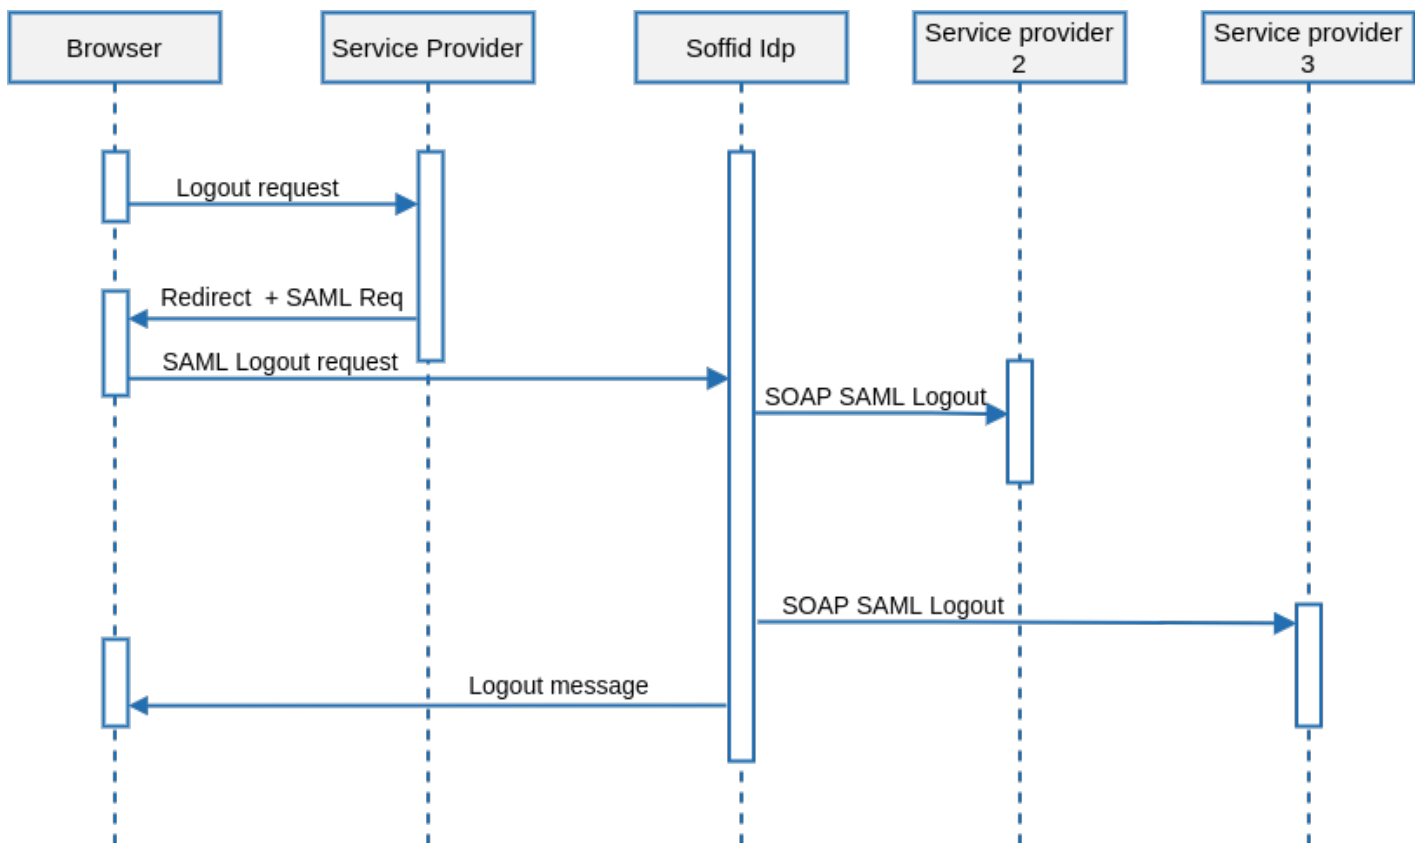 Browser
Service Provider
Soffid Idp
Service provider
2
Service provider
3
Logout request
Redirect  + SAML Req
SAML Logout request
SOAP SAML Logout
SOAP SAML Logout
Logout message